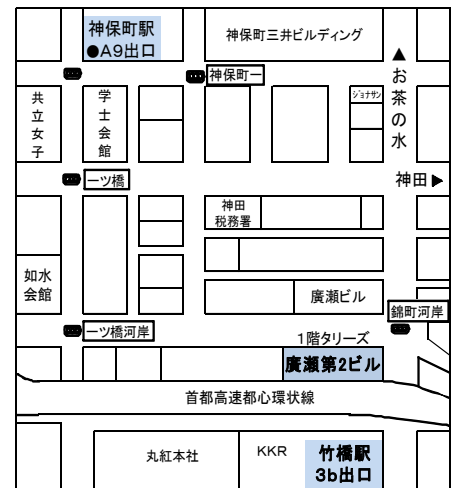 神保町駅
●A9出口
神保町三井ビルディング
▲
お茶の水
神保町一
共立女子
学士会館
ジョナサン
一ツ橋
神田▶
神田
税務署
如水
会館
廣瀬ビル
錦町河岸
一ツ橋河岸
1階タリーズ
廣瀬第2ビル
首都高速都心環状線
丸紅本社
KKR
竹橋駅
3b出口